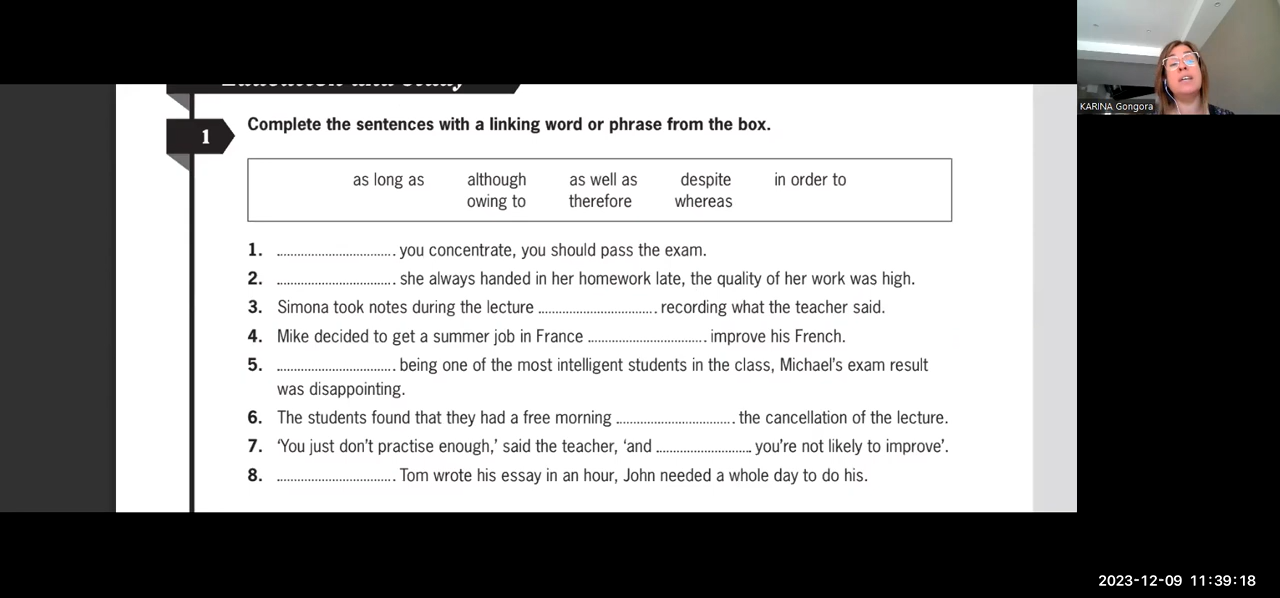 Education and study
1
Complete the sentences with a linking word or phrase from the box.
as long as although as well as despite in order to
owing to therefore whereas
1. .................................. you concentrate, you should pass the exam.
2. .................................. she always handed in her homework late, the quality of her work was high.
3. Simona took notes during the lecture .................................. recording what the teacher said.
4. Mike decided to get a summer job in France .................................. improve his French.
5. .................................. being one of the most intelligent students in the class, Michael’s exam result
was disappointing.
6. The students found that they had a free morning .................................. the cancellation of the lecture.
7. ‘You just don’t practise enough,’ said the teacher, ‘and ........................... you’re not likely to improve’.
8. .................................. Tom wrote his essay in an hour, John needed a whole day to do his.
KARINA Gongora
2023-12-09 11:39:18